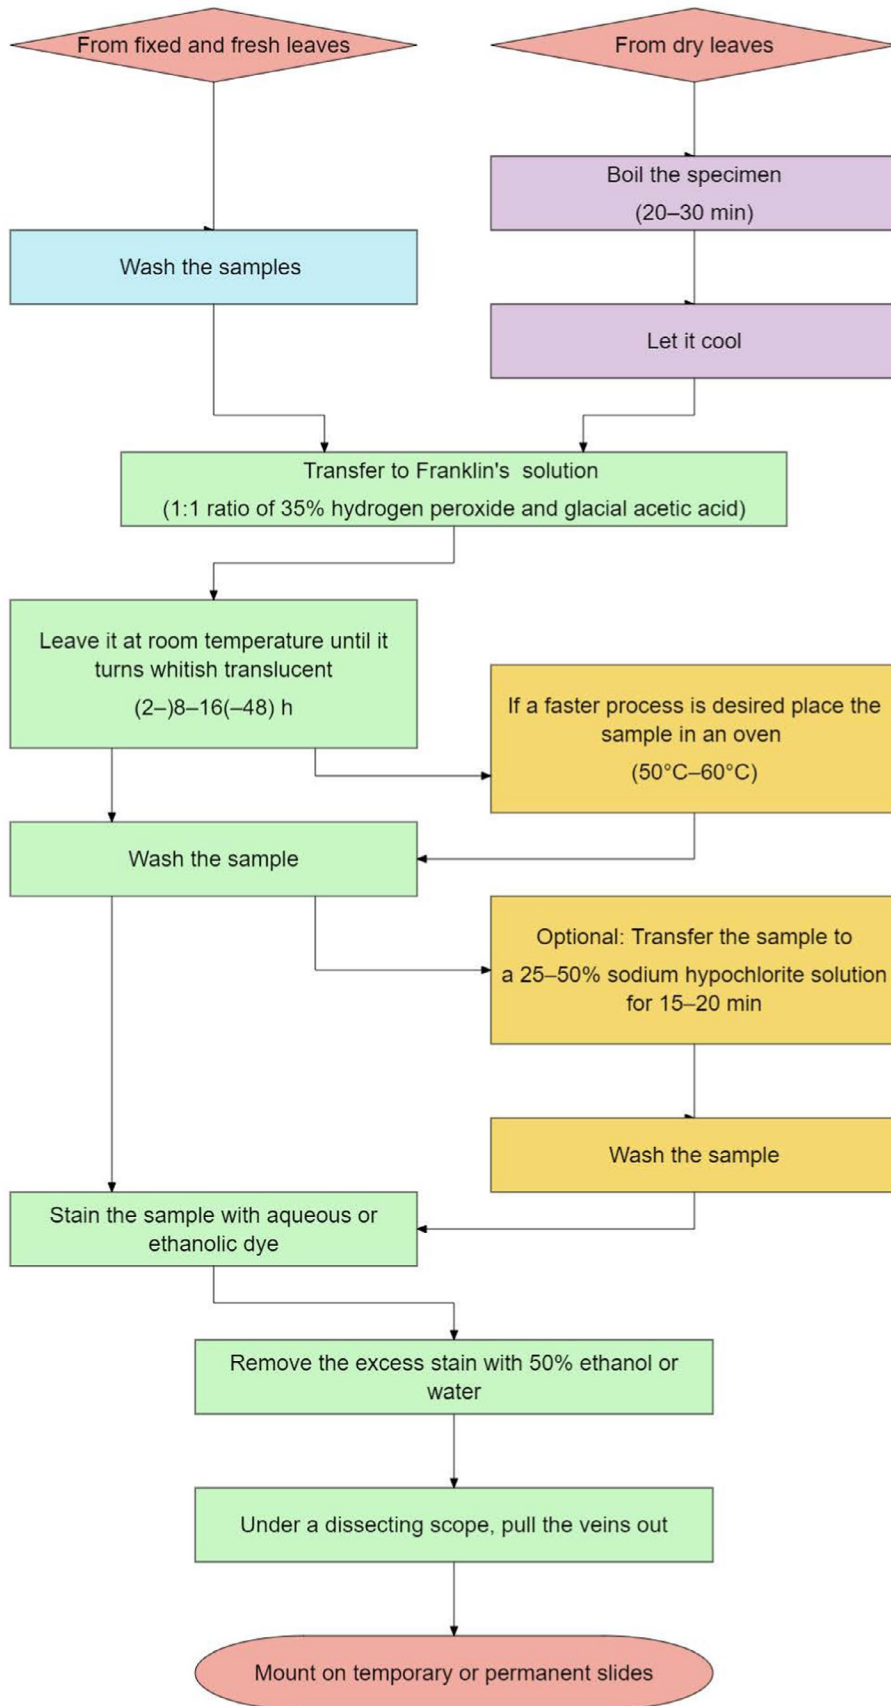 From fixed and fresh leaves
From dry leaves
Boil the specimen
(20–30 min)
Wash the samples
Let it cool
Transfer to Franklin's  solution
(1:1 ratio of 35% hydrogen peroxide and glacial acetic acid)
Leave it at room temperature until it
turns whitish translucent
(2–)8–16(–48) h
If a faster process is desired place the
sample in an oven
(50°C–60°C)
Wash the sample
Optional: Transfer the sample to
a 25–50% sodium hypochlorite solution
for 15–20 min
Wash the sample
Stain the sample with aqueous or
ethanolic dye
Remove the excess stain with 50% ethanol or
water
Under a dissecting scope, pull the veins out
Mount on temporary or permanent slides